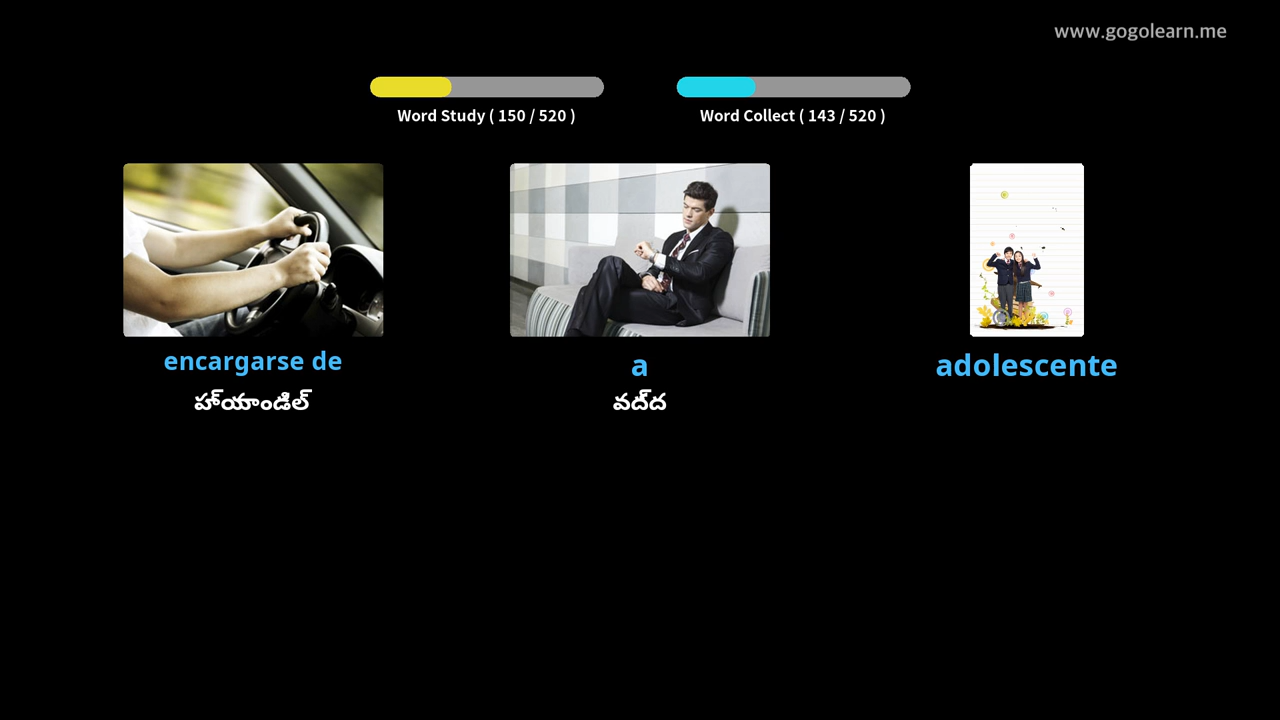 www.gogolearn.me
Word Study ( 150 / 520 )
Word Collect ( 143 / 520 )
encargarse de
హ్యాండిల్
a
వద్ద
adolescente